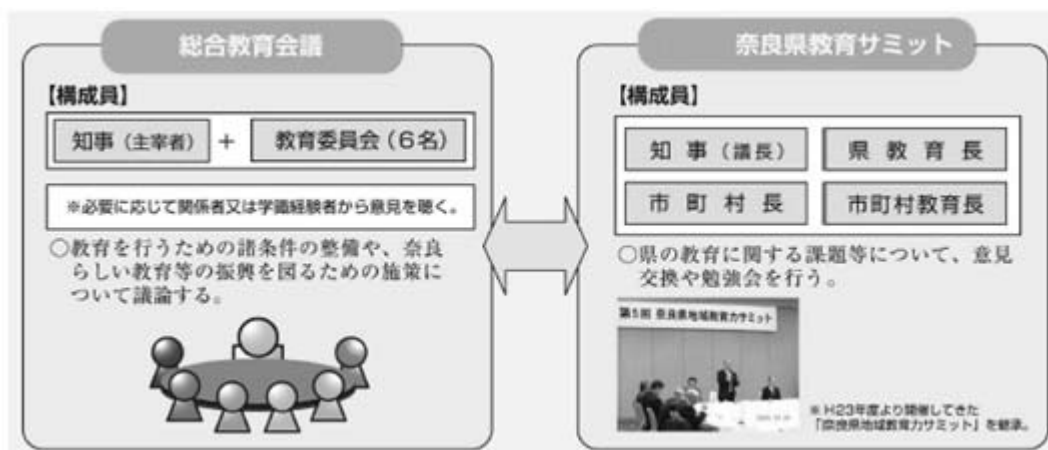 総合教育会議
【構成員】
知事（主宰者）
+
教育委員会（6名）
※必要に応じて関係者又は学識経験者から意見を聴く。
○教育を行うための諸条件の整備や、奈良
らしい教育等の振興を図るための施策に
ついて議論する。
奈良県教育サミット
【構成員】
知事（議長）
県教育長
市町村長
市町村教育長
○県の教育に関する課題等について、意見
交換や勉強会を行う。
第5回 奈良県地域教育力サミット
※H23年度より開催してきた
「奈良県地域教育力サミット」を継承。